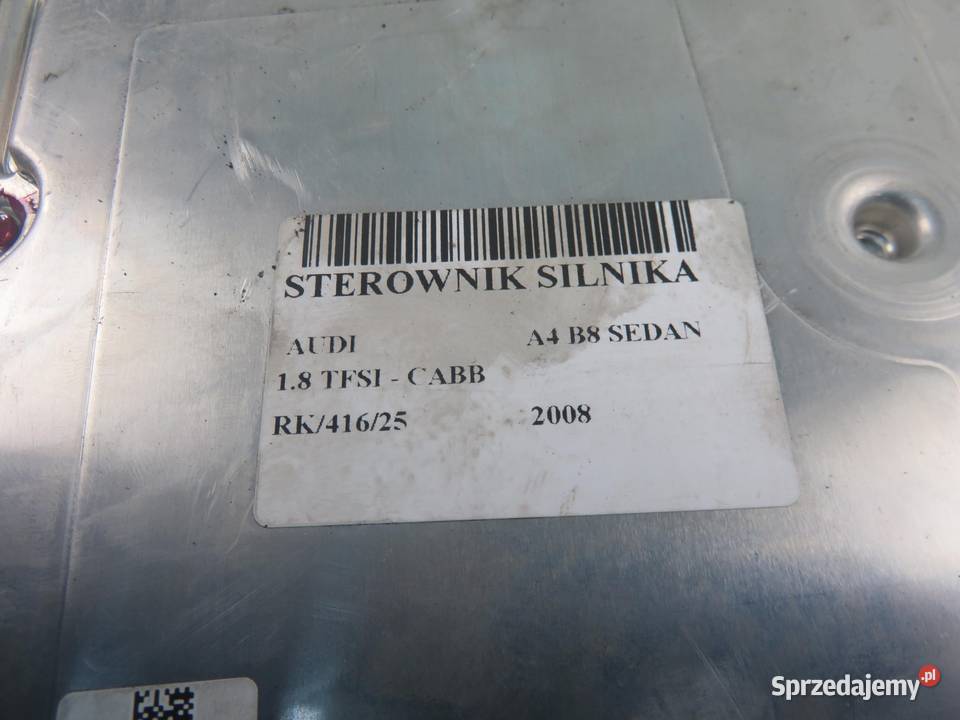 STEROWNIK SILNIKA
AUDI A4 B8 SEDAN
1.8 TFSI - CABB
RK/416/25 2008
Sprzedajemy.pl